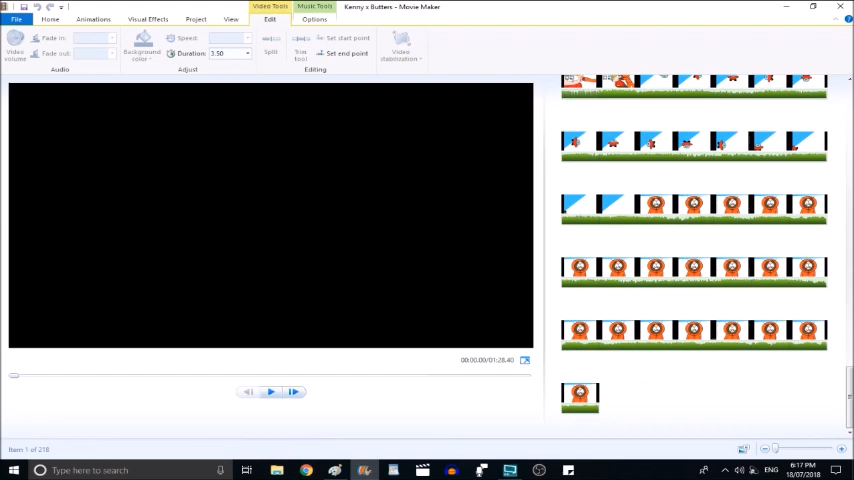 Video Tools
Music Tools
Kenny x Butters - Movie Maker
File
Home
Animations
Visual Effects
Project
View
Edit
Options
Video volume
Fade in:
Fade out:
Audio
Background color
Speed:
Duration: 3.50
Adjust
Split
Trim tool
Set start point
Set end point
Editing
Video stabilization
00:00.00/01:28.40
Item 1 of 218
Type here to search
ENG
6:17 PM
18/07/2018